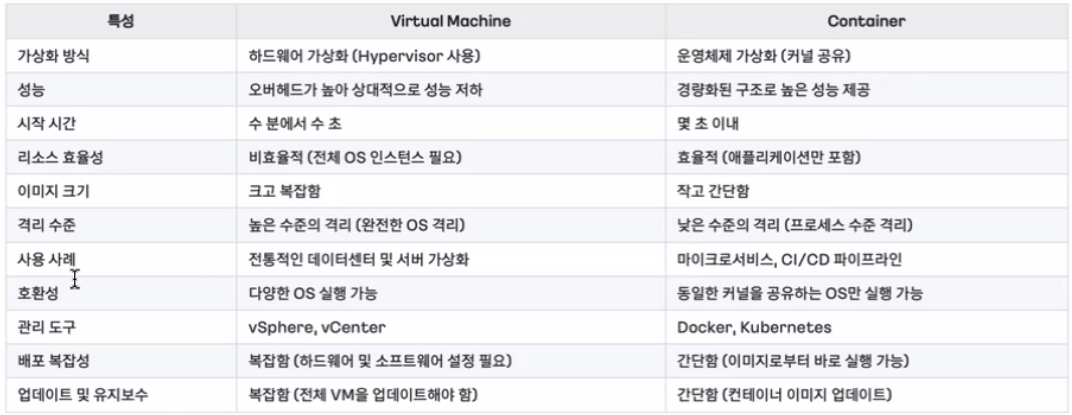 특성 Virtual Machine Container
가상화 방식 하드웨어 가상화 (Hypervisor 사용) 운영체제 가상화 (커널 공유)
성능 오버헤드가 높아 상대적으로 성능 저하 경량화된 구조로 높은 성능 제공
시작 시간 수 분에서 수 초 몇 초 이내
리소스 효율성 비효율적 (전체 OS 인스턴스 필요) 효율적 (애플리케이션만 포함)
이미지 크기 크고 복잡함 작고 간단함
격리 수준 높은 수준의 격리 (완전한 OS 격리) 낮은 수준의 격리 (프로세스 수준 격리)
사용 사례 전통적인 데이터센터 및 서버 가상화 마이크로서비스, CI/CD 파이프라인
호환성 다양한 OS 실행 가능 동일한 커널을 공유하는 OS만 실행 가능
관리 도구 vSphere, vCenter Docker, Kubernetes
배포 복잡성 복잡함 (하드웨어 및 소프트웨어 설정 필요) 간단함 (이미지로부터 바로 실행 가능)
업데이트 및 유지보수 복잡함 (전체 VM을 업데이트해야 함) 간단함 (컨테이너 이미지 업데이트)